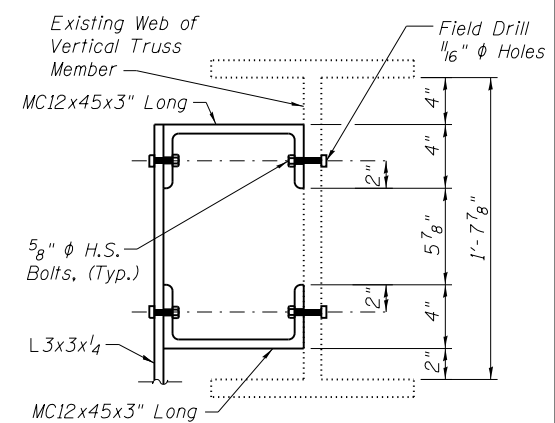 Existing Web of
Vertical Truss
Member
MC12x45x3" Long
Field Drill
11/16" φ Holes
4"
4"
2"
5 7/8"
1'-7 7/8"
2"
4"
2"
5/8" φ H.S.
Bolts, (Typ.)
L3x3x1/4
MC12x45x3" Long